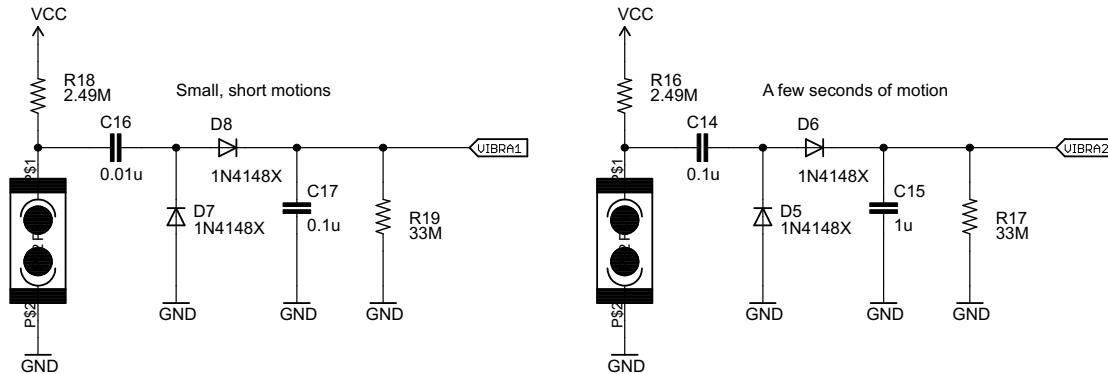 VCC
R18
2.49M
Small, short motions
C16
0.01u
D8
1N4148X
VIBRA1
P$1
D7
1N4148X
C17
0.1u
R19
33M
P$2
GND
GND
GND
GND
VCC
R16
2.49M
A few seconds of motion
C14
0.1u
D6
1N4148X
VIBRA2
P$1
D5
1N4148X
C15
1u
R17
33M
P$2
GND
GND
GND
GND